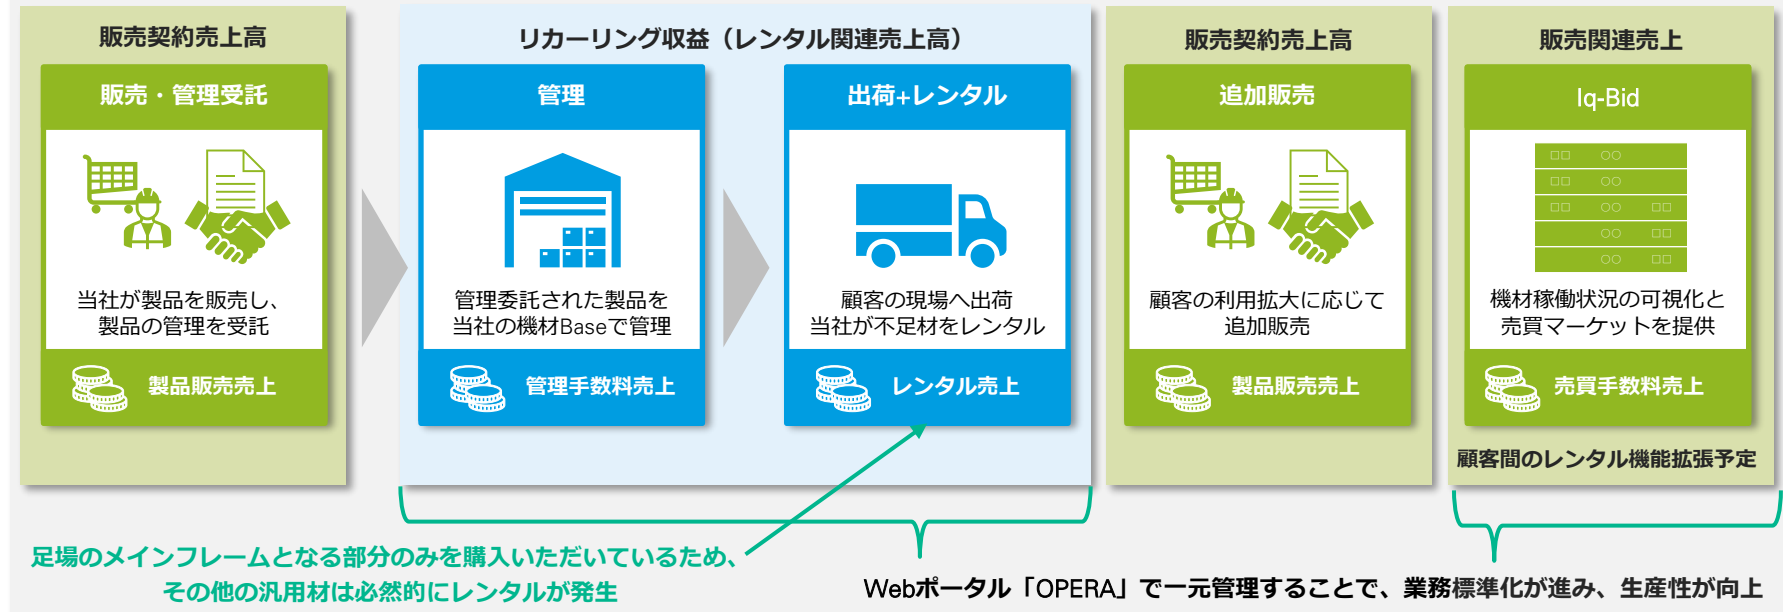 販売契約売上高
販売・管理受託
当社が製品を販売し、
製品の管理を受託
製品販売売上
リカーリング収益（レンタル関連売上高）
管理
管理委託された製品を
当社の機材Baseで管理
管理手数料売上
出荷+レンタル
顧客の現場へ出荷
当社が不足材をレンタル
レンタル売上
販売契約売上高
追加販売
顧客の利用拡大に応じて
追加販売
製品販売売上
販売関連売上
Iq-Bid
□□ ○○
□□ ○○
□□ ○○ □□
○○ □□
○○ □□
機材稼働状況の可視化と
売買マーケットを提供
売買手数料売上
顧客間のレンタル機能拡張予定
足場のメインフレームとなる部分のみを購入いただいているため、
その他の汎用材は必然的にレンタルが発生
Webポータル「OPERA」で一元管理することで、業務標準化が進み、生産性が向上